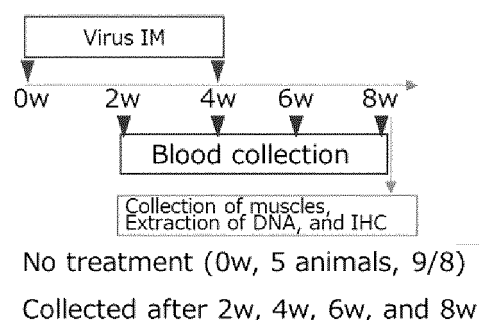 Virus IM
0w 2w 4w 6w 8w
Blood collection
Collection of muscles,
Extraction of DNA, and IHC
No treatment (0w, 5 animals, 9/8)
Collected after 2w, 4w, 6w, and 8w